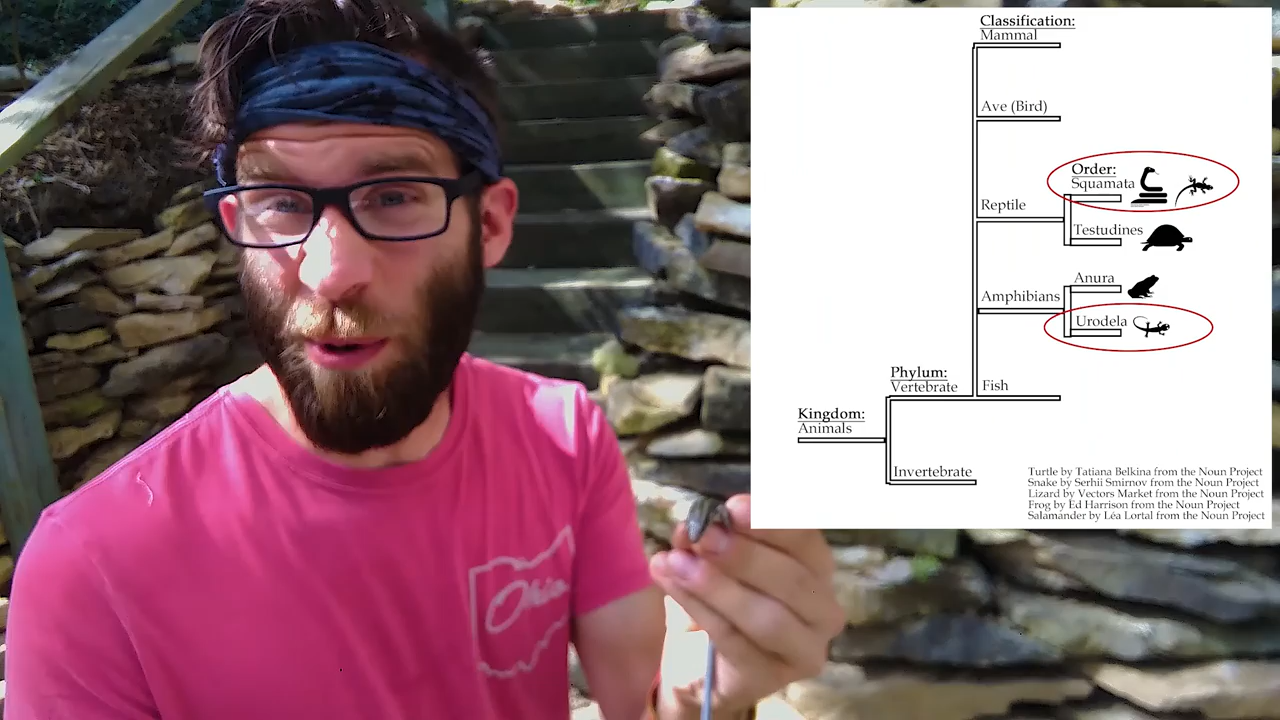 Classification:
Mammal
Ave (Bird)
Order:
Squamata
Reptile
Testudines
Anura
Amphibians
Urodela
Phylum:
Vertebrate
Fish
Kingdom:
Animals
Invertebrate
Turtle by Tatiana Belkina from the Noun Project
Snake by Serhii Smirnov from the Noun Project
Lizard by Vectors Market from the Noun Project
Frog by Ed Harrison from the Noun Project
Salamander by Léa Lortal from the Noun Project
Ohio